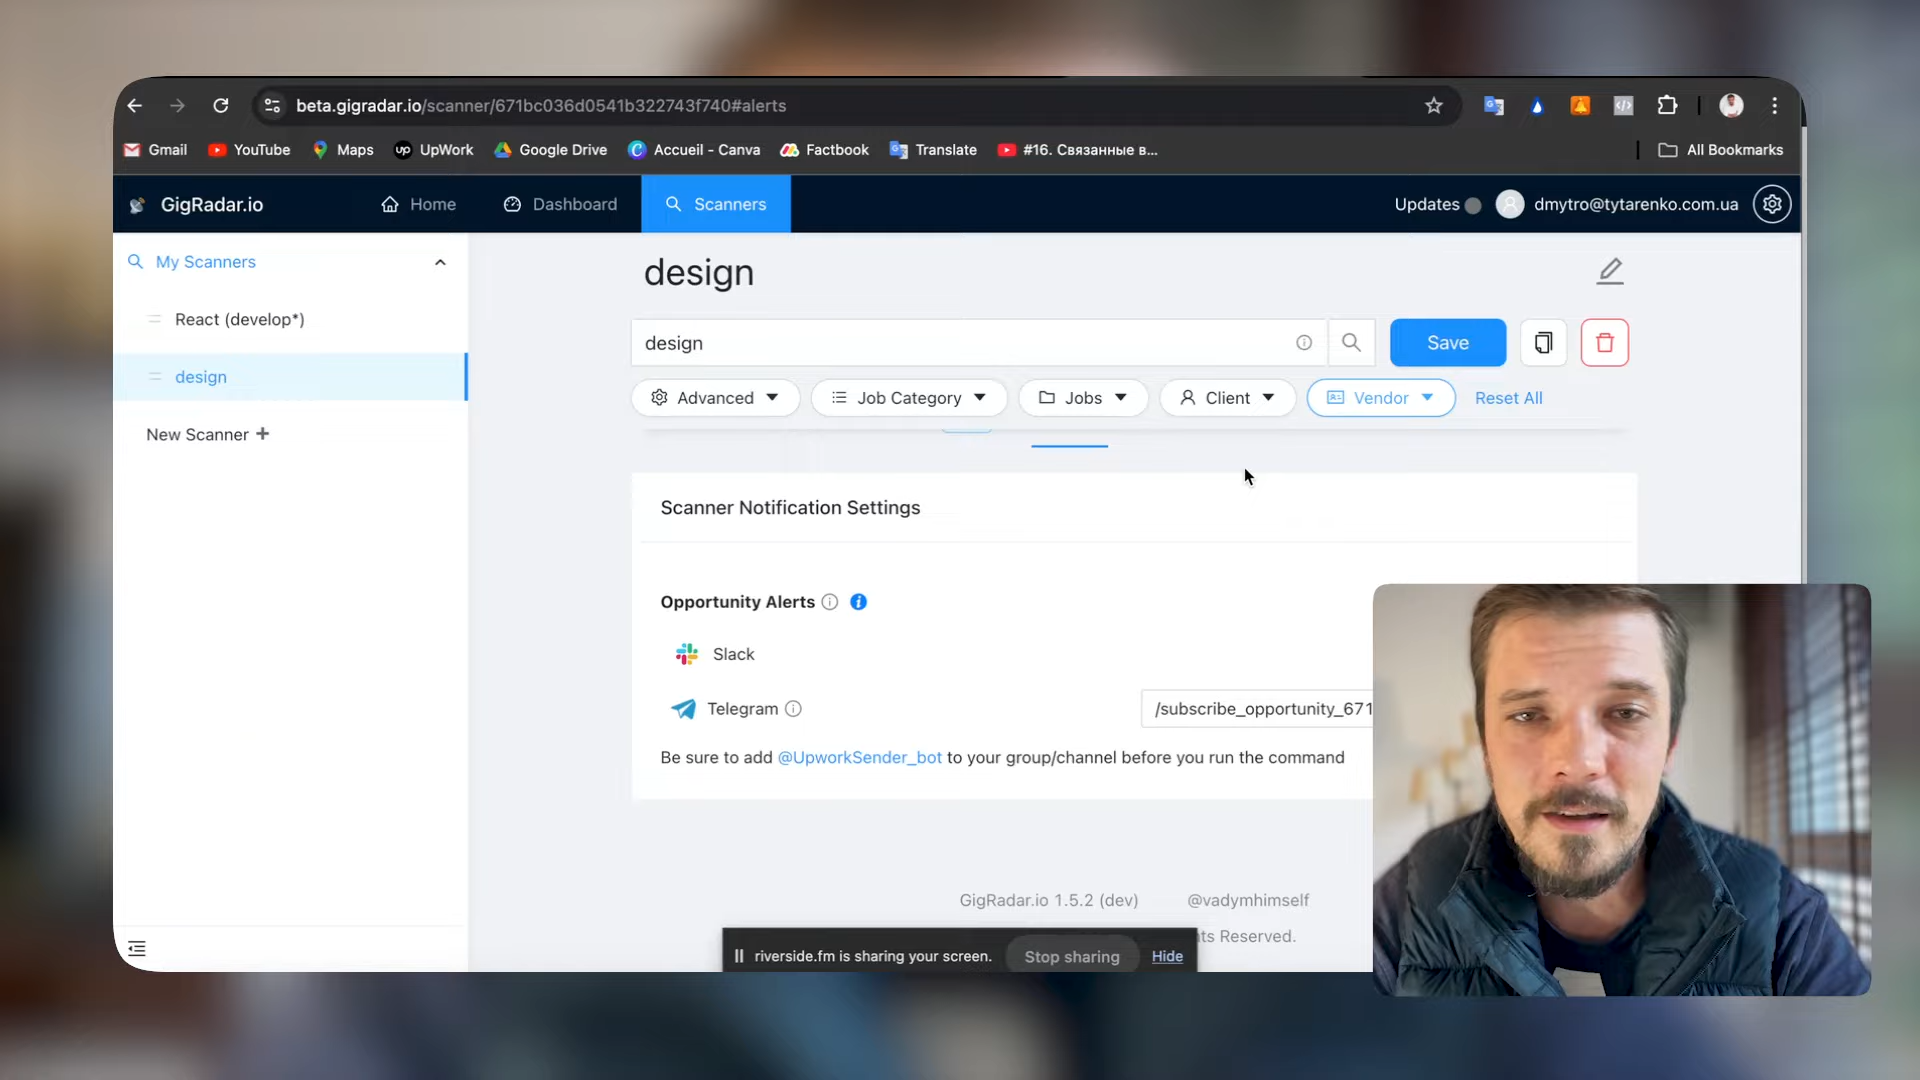 beta.gigradar.io/scanner/671bc036d0541b322743f740#alerts
Gmail YouTube Maps UpWork Google Drive Accueil - Canva Factbook Translate #16. Связанные в... All Bookmarks
GigRadar.io Home Dashboard Scanners Updates dmytro@tytarenko.com.ua
My Scanners
React (develop*)
design
New Scanner +
design
design Save
Advanced Job Category Jobs Client Vendor Reset All
Scanner Notification Settings
Opportunity Alerts
Slack
Telegram /subscribe_opportunity_671
Be sure to add @UpworkSender_bot to your group/channel before you run the command
GigRadar.io 1.5.2 (dev) @vadymhimself
ts Reserved.
riverside.fm is sharing your screen. Stop sharing Hide